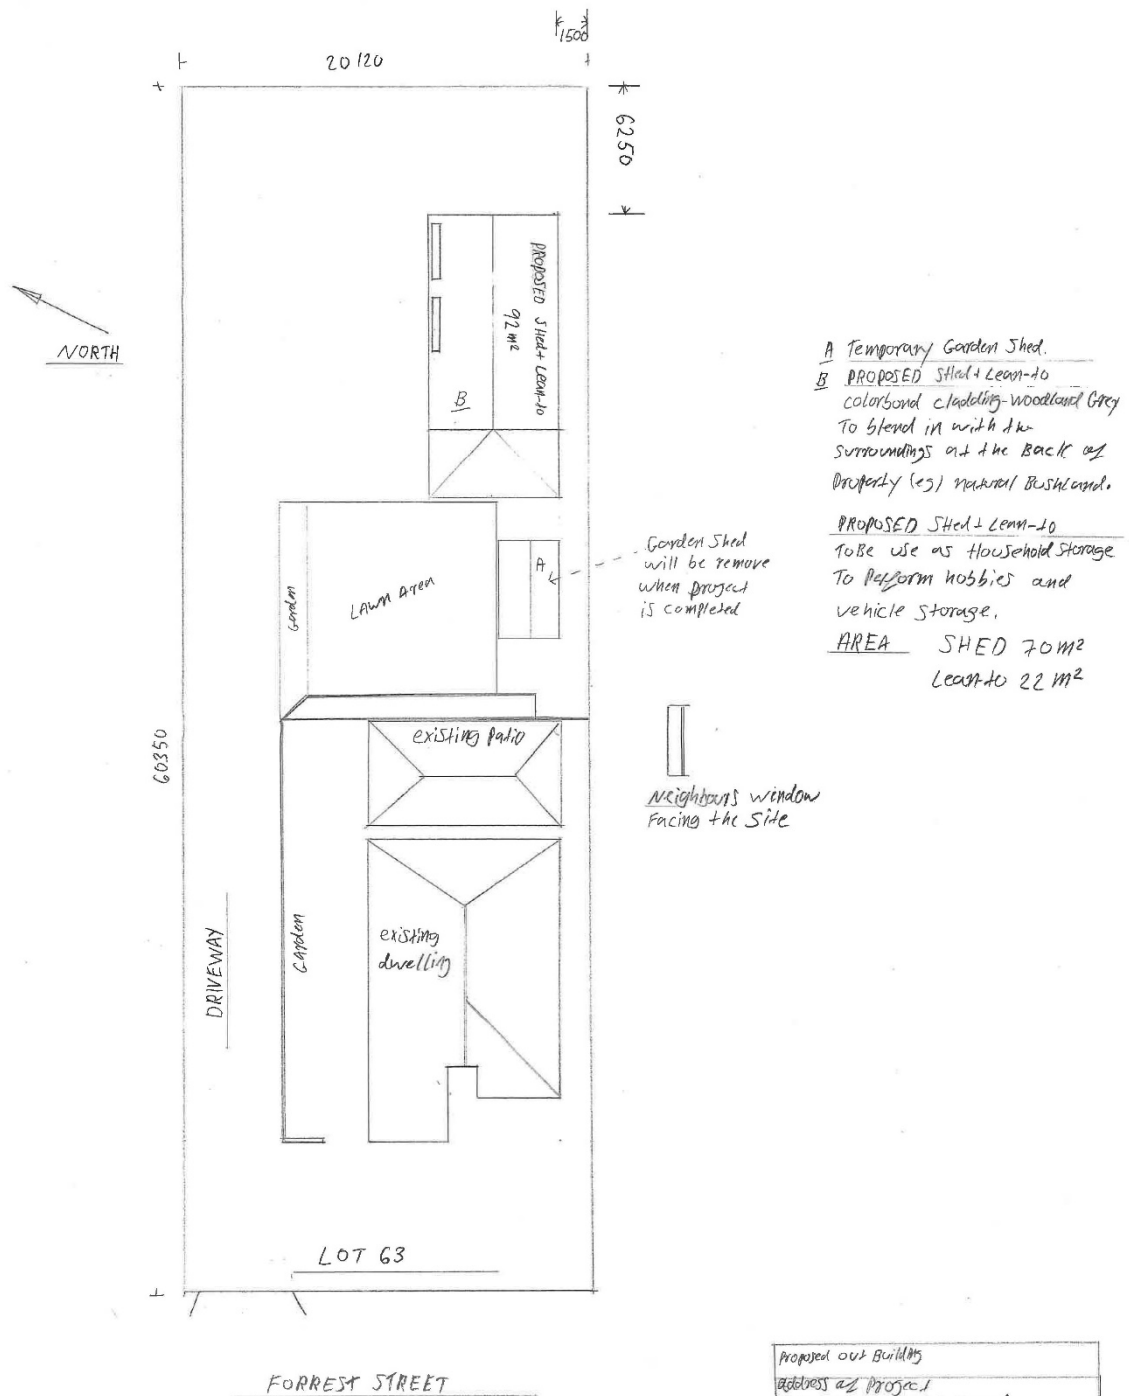 1500
20120
6250
NORTH
PROPOSED SHed+ Lean-to
92m²
B
A Temporary Garden Shed.
B PROPOSED SHed+ Lean-to
colorbond cladding-woodland Grey
To blend in with the
surroundings at the Back of
Property (eg) natural Bushland.
PROPOSED SHed+ Lean-to
ToBe use as Household storage
To Perform hobbies and
vehicle storage.
AREA SHED 70m²
Lean-to 22 m²
Garden Shed
will be remove
when project
is completed
A
Garden
LAWN Area
60350
existing Patio
Neighbours window
Facing the Site
DRIVEWAY
Garden
existing
dwelling
LOT 63
FORREST STREET
Proposed out Building
address of Project